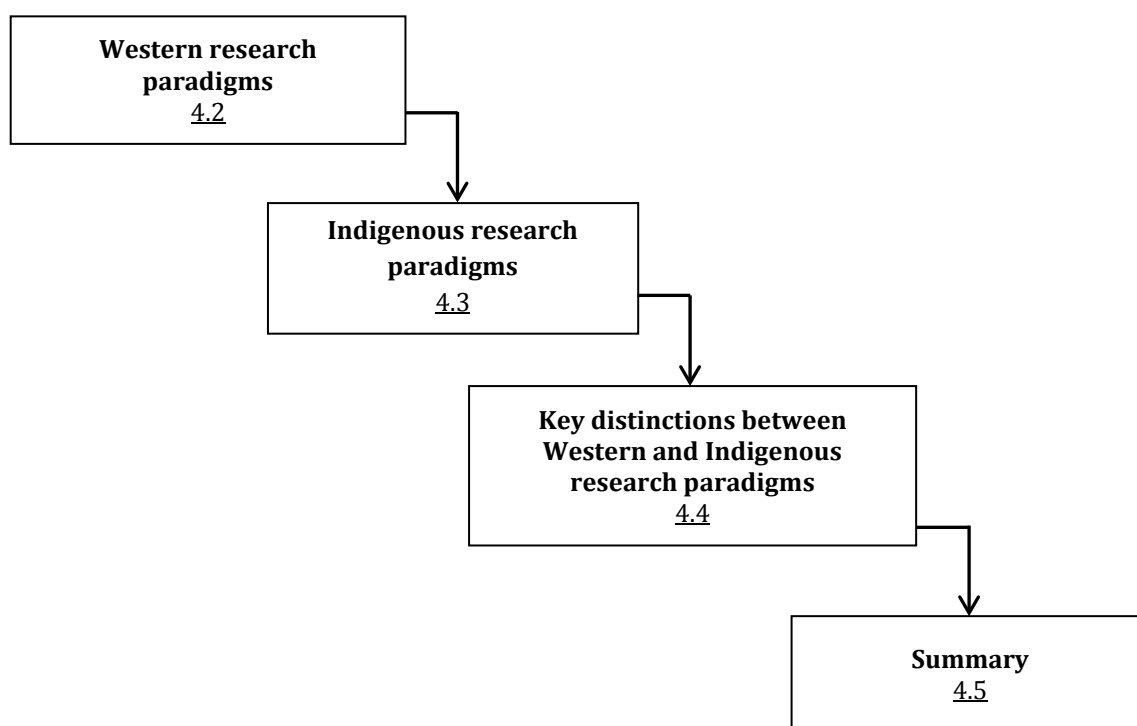 Western research
paradigms
4.2
Indigenous research
paradigms
4.3
Key distinctions between
Western and Indigenous
research paradigms
4.4
Summary
4.5